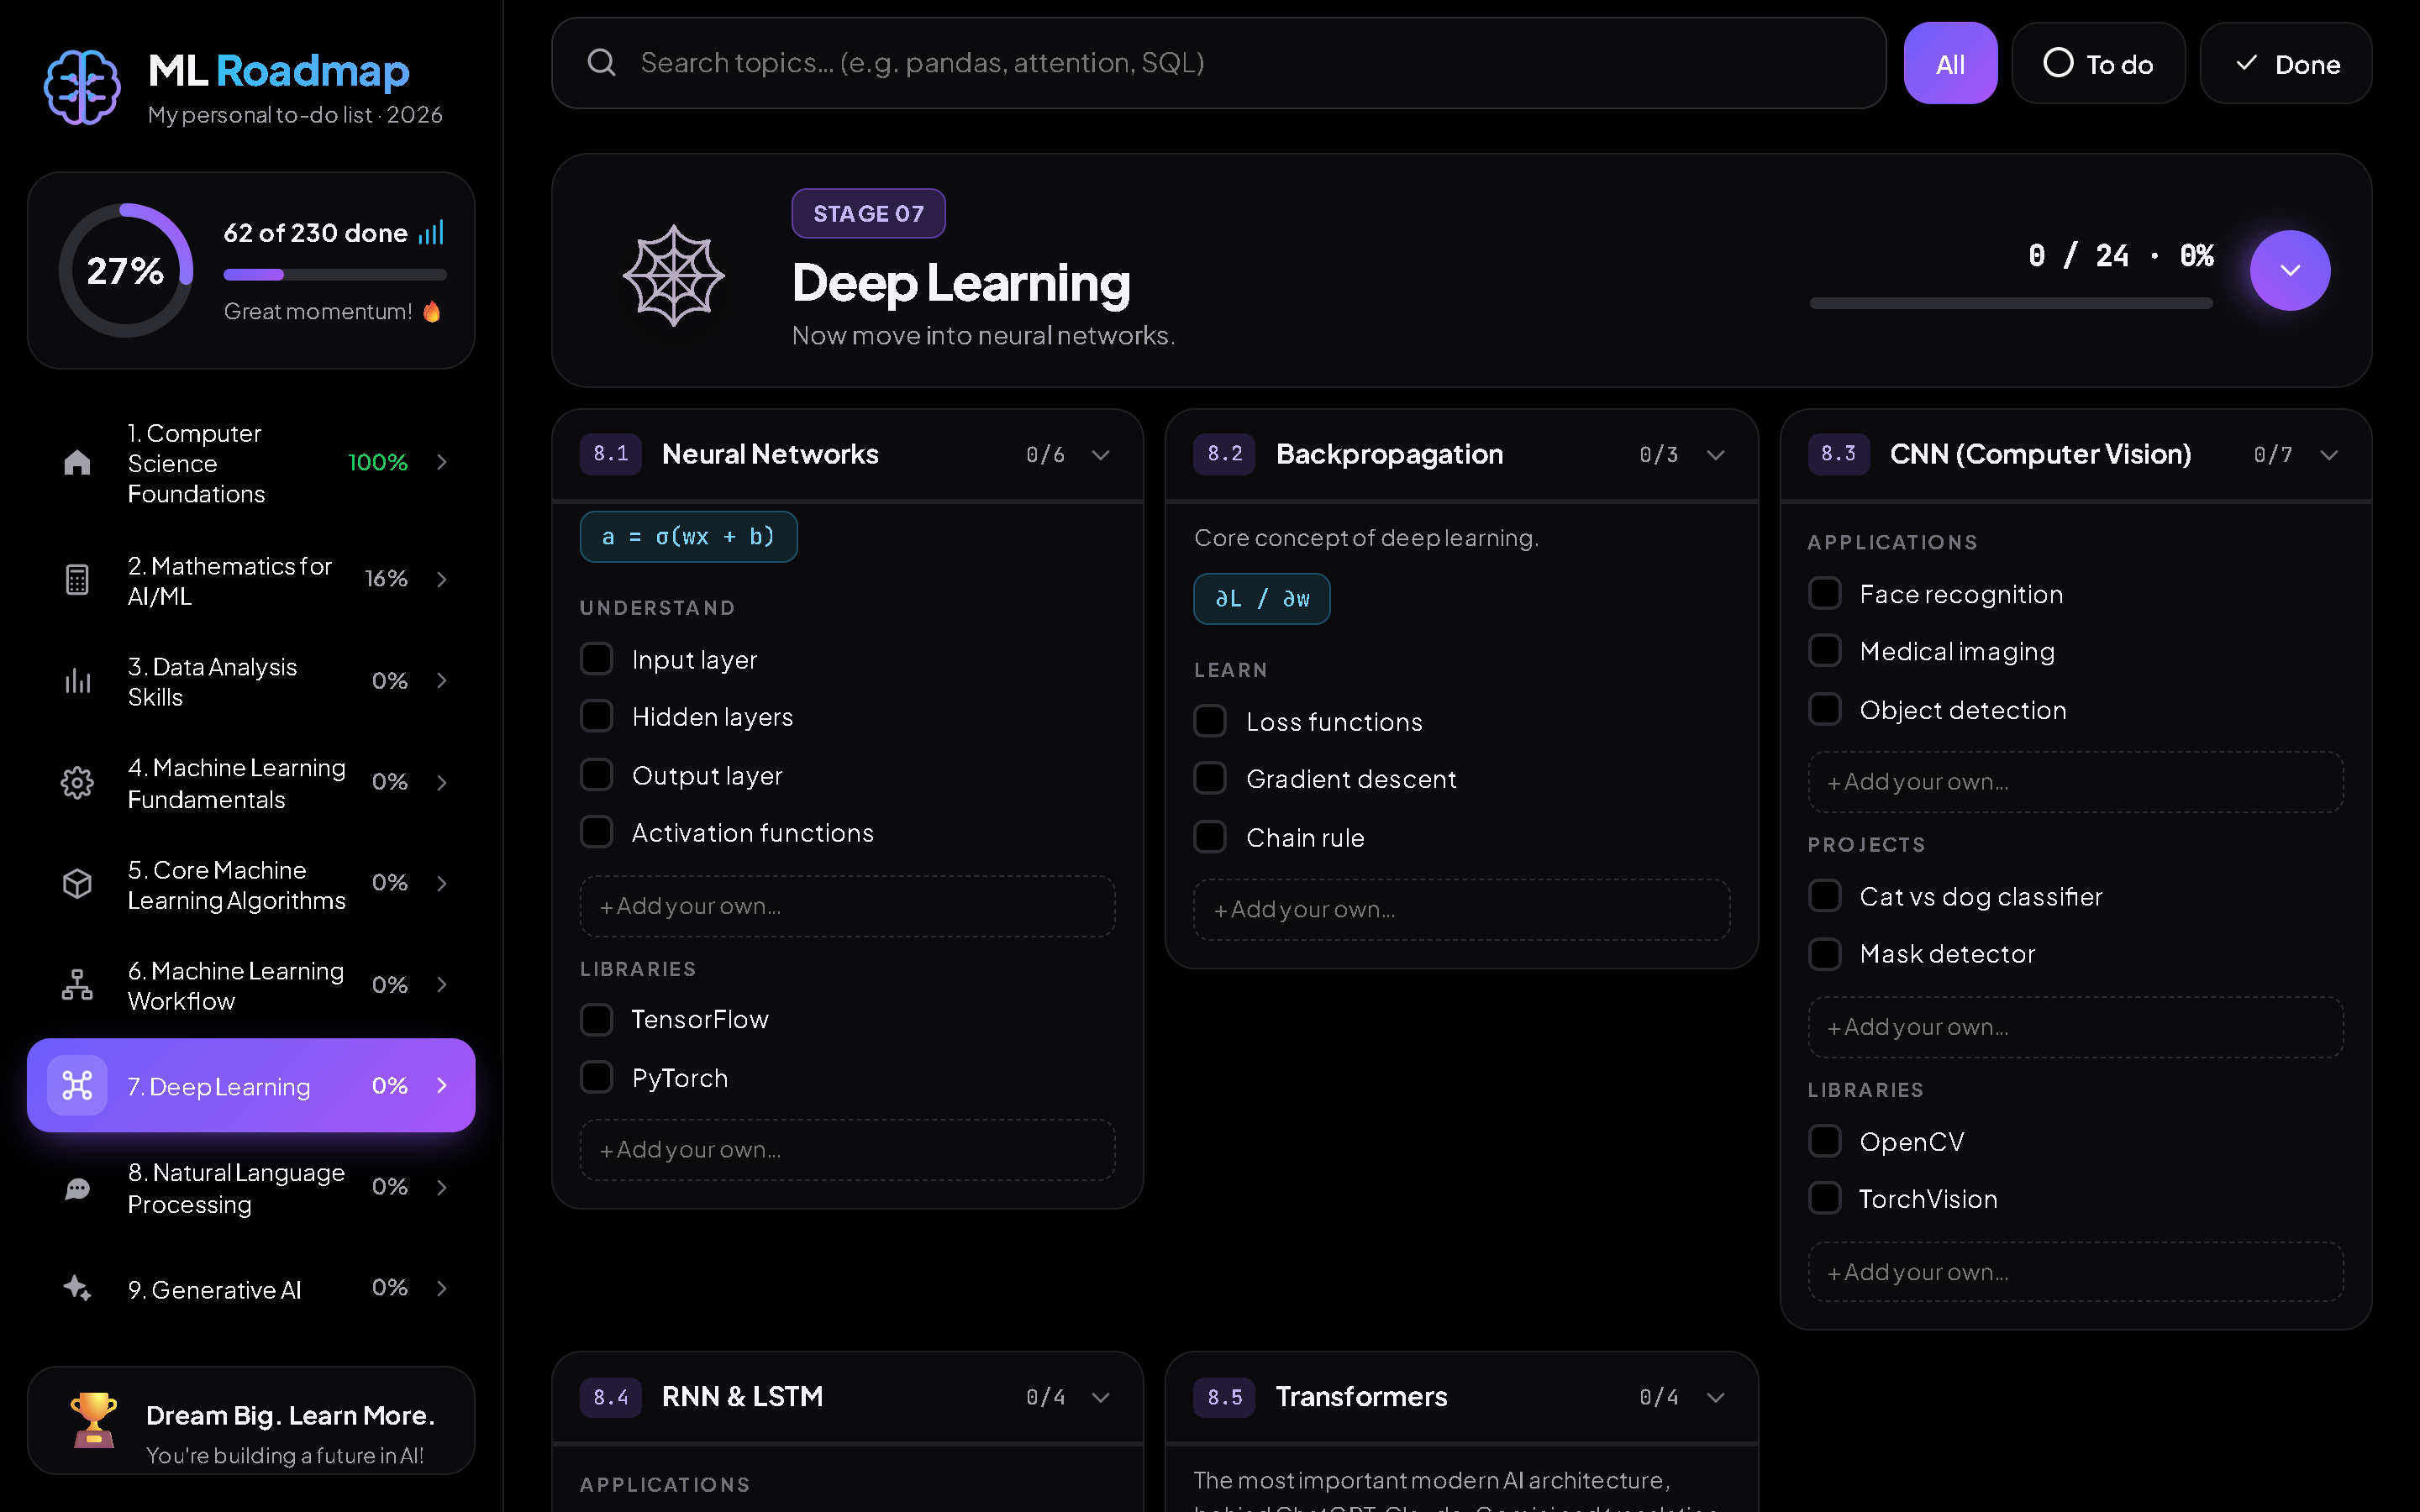 ML Roadmap
My personal to-do list · 2026
27%
62 of 230 done
Great momentum! 🔥
1. Computer
Science
Foundations
100%
2. Mathematics for
AI/ML
16%
3. Data Analysis
Skills
0%
4. Machine Learning
Fundamentals
0%
5. Core Machine
Learning Algorithms
0%
6. Machine Learning
Workflow
0%
7. Deep Learning
0%
8. Natural Language
Processing
0%
9. Generative AI
0%
Dream Big. Learn More.
You're building a future in AI!
Search topics... (e.g. pandas, attention, SQL)
All
To do
Done
STAGE 07
Deep Learning
Now move into neural networks.
0 / 24 · 0%
8.1 Neural Networks 0/6
a = σ(wx + b)
UNDERSTAND
Input layer
Hidden layers
Output layer
Activation functions
+ Add your own...
LIBRARIES
TensorFlow
PyTorch
+ Add your own...
8.2 Backpropagation 0/3
Core concept of deep learning.
∂L / ∂w
LEARN
Loss functions
Gradient descent
Chain rule
+ Add your own...
8.3 CNN (Computer Vision) 0/7
APPLICATIONS
Face recognition
Medical imaging
Object detection
+ Add your own...
PROJECTS
Cat vs dog classifier
Mask detector
+ Add your own...
LIBRARIES
OpenCV
TorchVision
+ Add your own...
8.4 RNN & LSTM 0/4
APPLICATIONS
8.5 Transformers 0/4
The most important modern AI architecture,